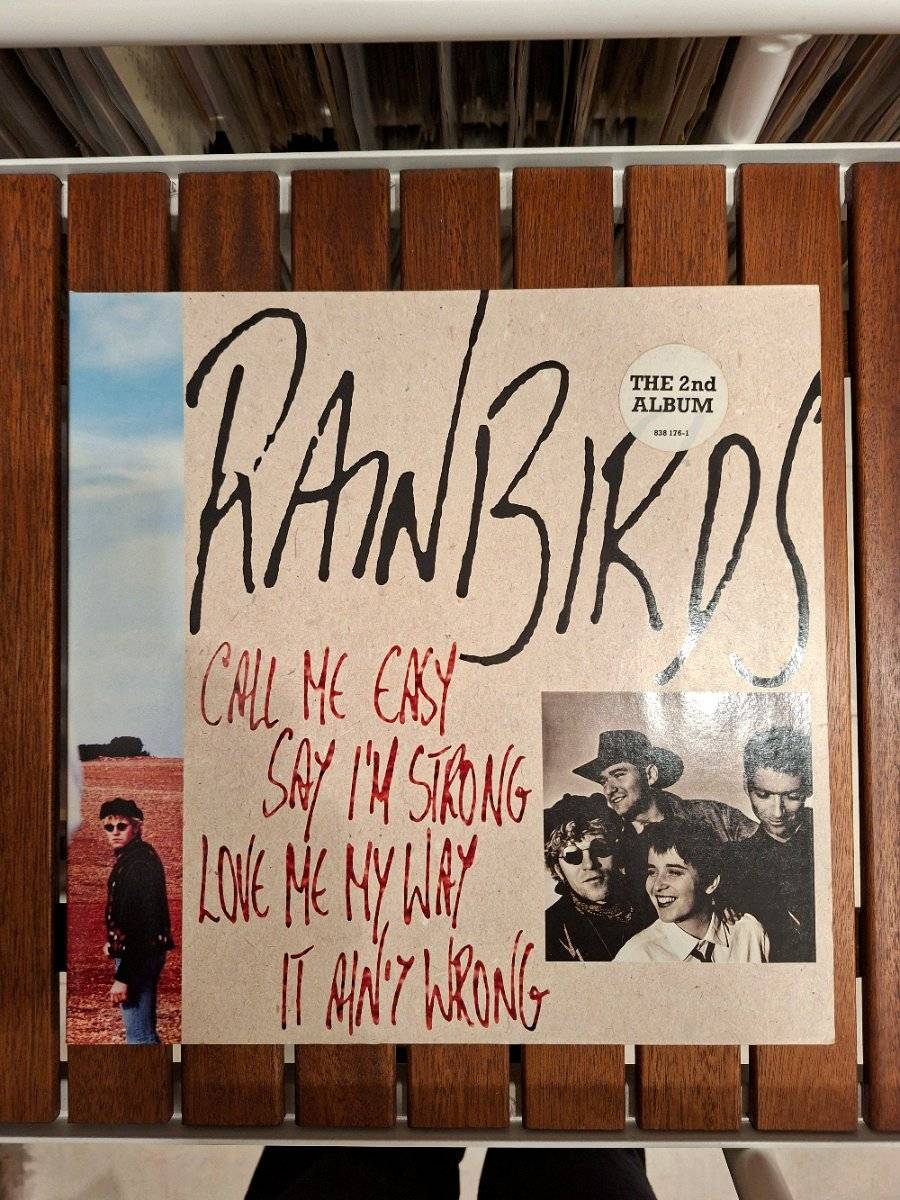 RAINBIRDS
THE 2nd
ALBUM
838 176-1
CALL ME EASY
SAY I'M STRONG
LOVE ME MY WAY
IT AIN'T WRONG